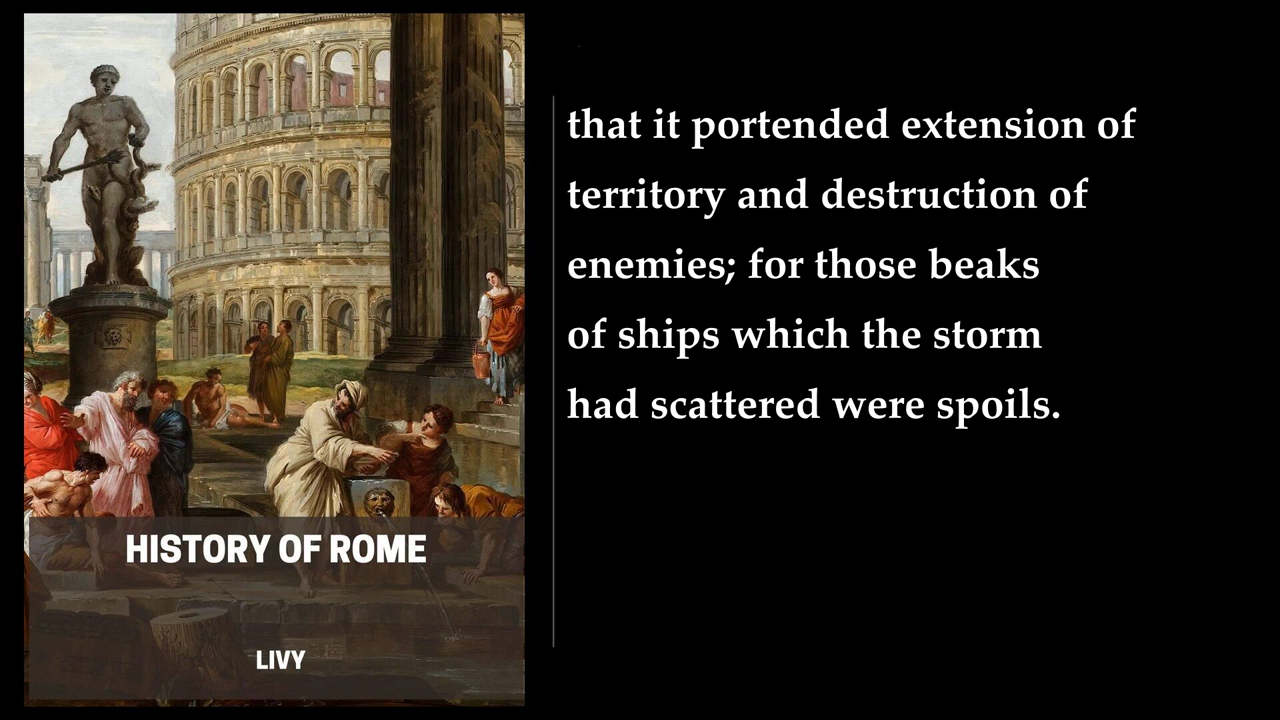 that it portended extension of
territory and destruction of
enemies; for those beaks
of ships which the storm
had scattered were spoils.
HISTORY OF ROME
LIVY